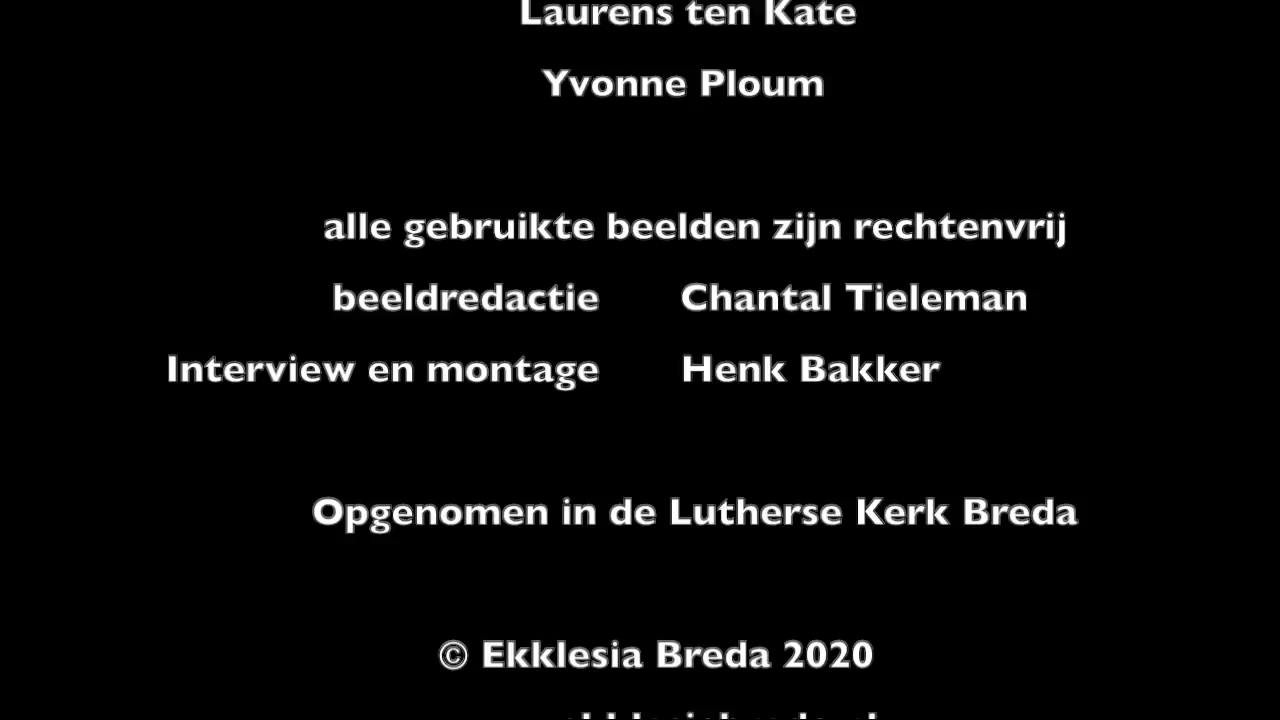 Laurens ten Kate
Yvonne Ploum
alle gebruikte beelden zijn rechtenvrij
beeldredactie Chantal Tieleman
Interview en montage Henk Bakker
Opgenomen in de Lutherse Kerk Breda
© Ekklesia Breda 2020